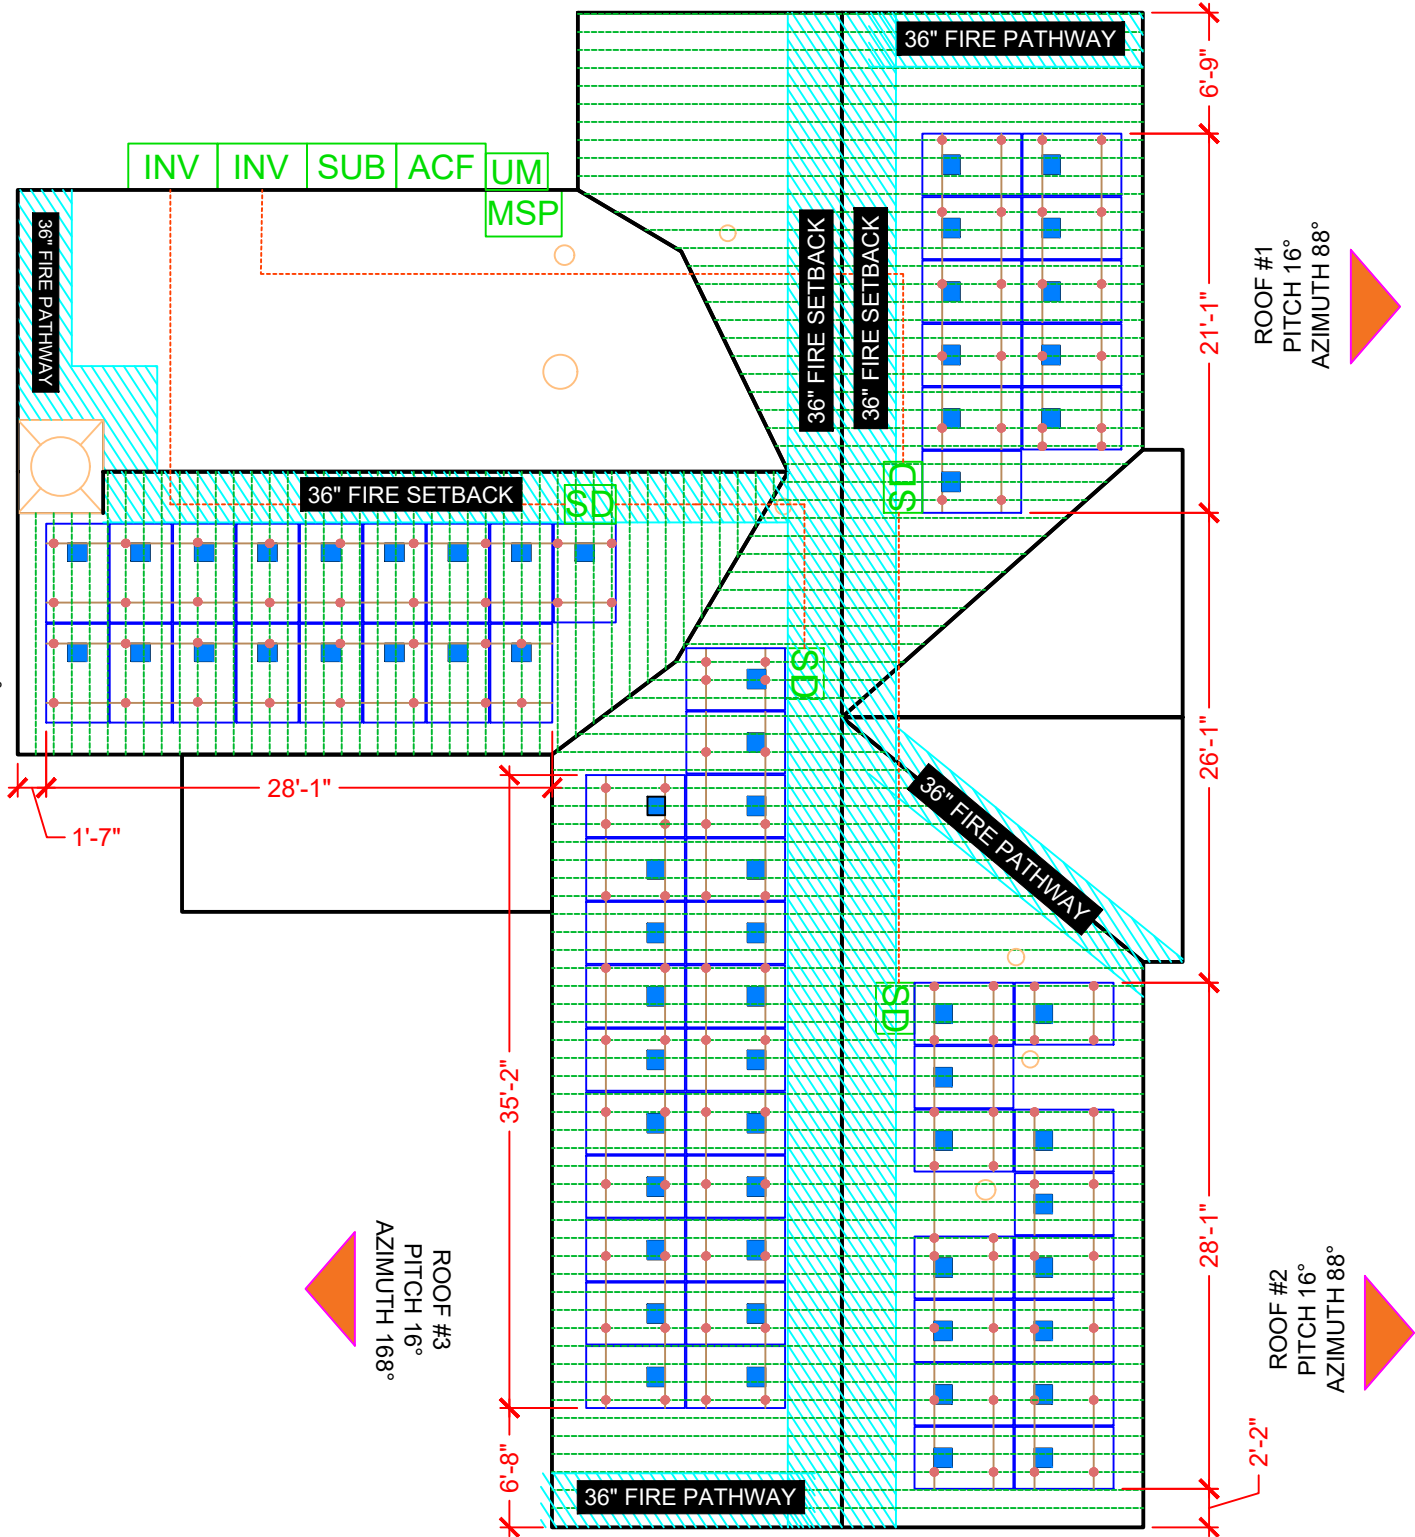 36" FIRE PATHWAY
6'-9"
INV
INV
SUB
ACF
UM
MSP
36" FIRE PATHWAY
36" FIRE SETBACK
36" FIRE SETBACK
21'-1"
ROOF #1
PITCH 16°
AZIMUTH 88°
36" FIRE SETBACK
SD
SD
SD
26'-1"
36" FIRE PATHWAY
28'-1"
1'-7"
SD
35'-2"
28'-1"
ROOF #3
PITCH 16°
AZIMUTH 168°
ROOF #2
PITCH 16°
AZIMUTH 88°
2'-2"
6'-8"
36" FIRE PATHWAY